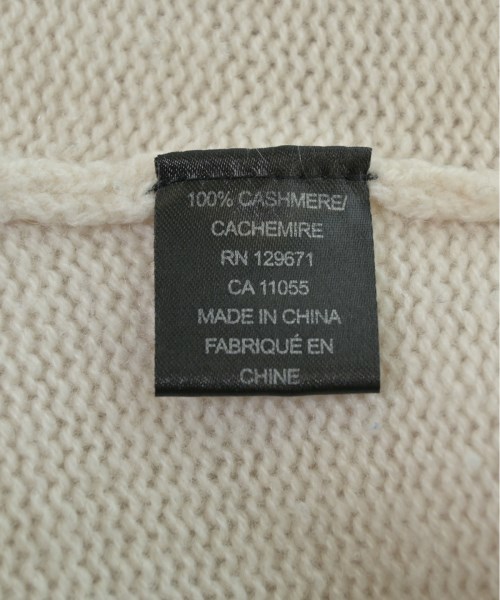 100% CASHMERE/
CACHEMIRE
RN 129671
CA 11055
MADE IN CHINA
FABRIQUÉ EN
CHINE